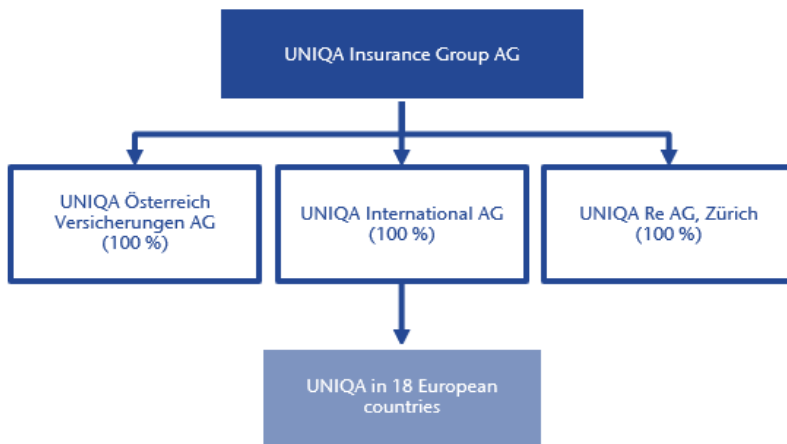 UNIQA Insurance Group AG
UNIQA Österreich
Versicherungen AG
(100 %)
UNIQA International AG
(100 %)
UNIQA Re AG, Zürich
(100 %)
UNIQA in 18 European
countries